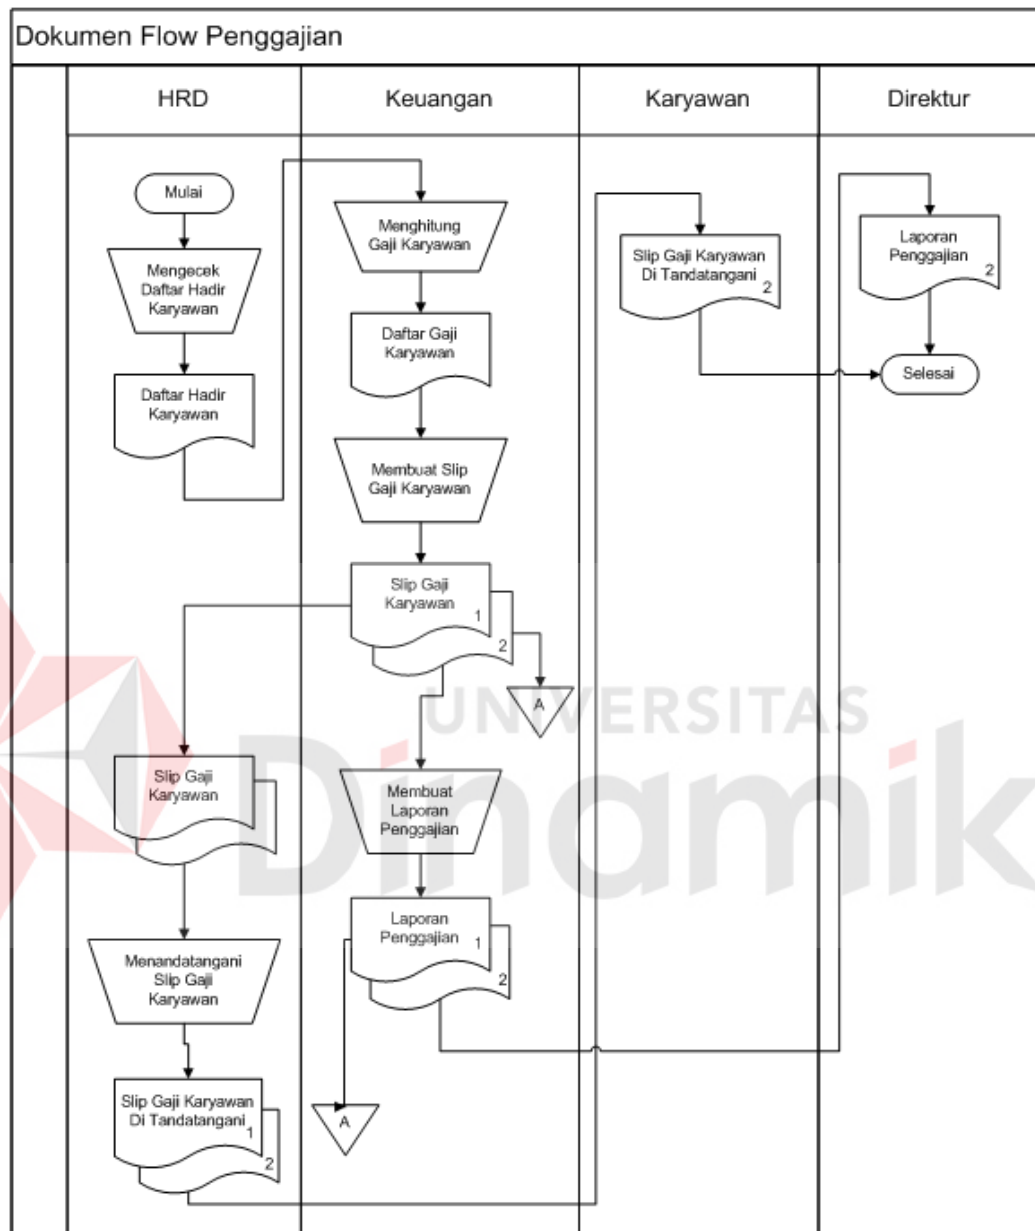 Dokumen Flow Penggajian
HRD
Keuangan
Karyawan
Direktur
Mulai
Mengecek
Daftar Hadir
Karyawan
Daftar Hadir
Karyawan
Slip Gaji
Karyawan
Menandatangani
Slip Gaji
Karyawan
Slip Gaji Karyawan
Di Tandatangani
1
2
Menghitung
Gaji Karyawan
Daftar Gaji
Karyawan
Membuat Slip
Gaji Karyawan
Slip Gaji
Karyawan
1
2
A
Membuat
Laporan
Penggajian
Laporan
Penggajian
1
2
A
Slip Gaji Karyawan
Di Tandatangani
2
Laporan
Penggajian
2
Selesai
UNIVERSITAS
Dinamika